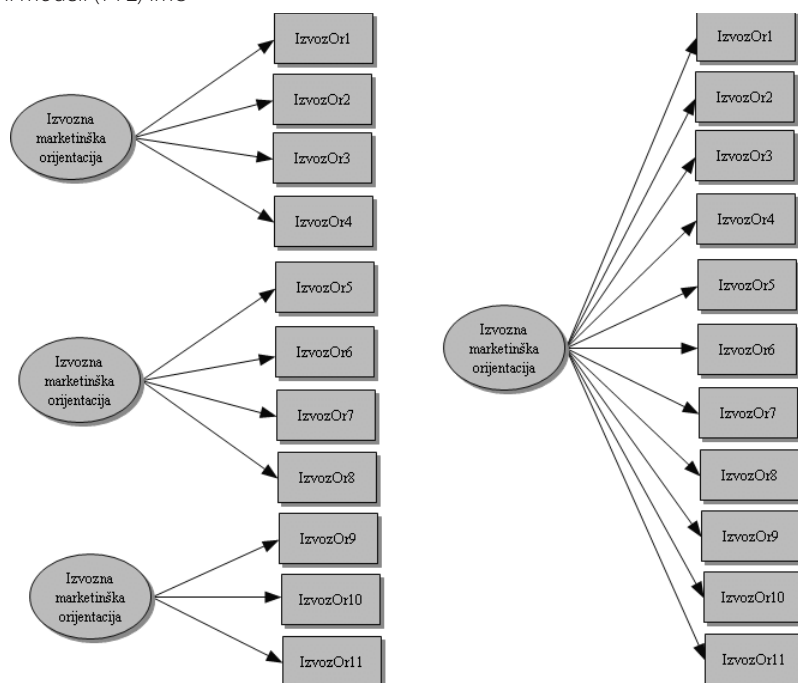 IzvozOr1
IzvozOr2
Izvozna
marketinška
orijentacija
IzvozOr3
IzvozOr4
IzvozOr5
IzvozOr6
Izvozna
marketinška
orijentacija
IzvozOr7
IzvozOr8
IzvozOr9
Izvozna
marketinška
orijentacija
IzvozOr10
IzvozOr11
IzvozOr1
IzvozOr2
IzvozOr3
IzvozOr4
IzvozOr5
Izvozna
marketinška
orijentacija
IzvozOr6
IzvozOr7
IzvozOr8
IzvozOr9
IzvozOr10
IzvozOr11